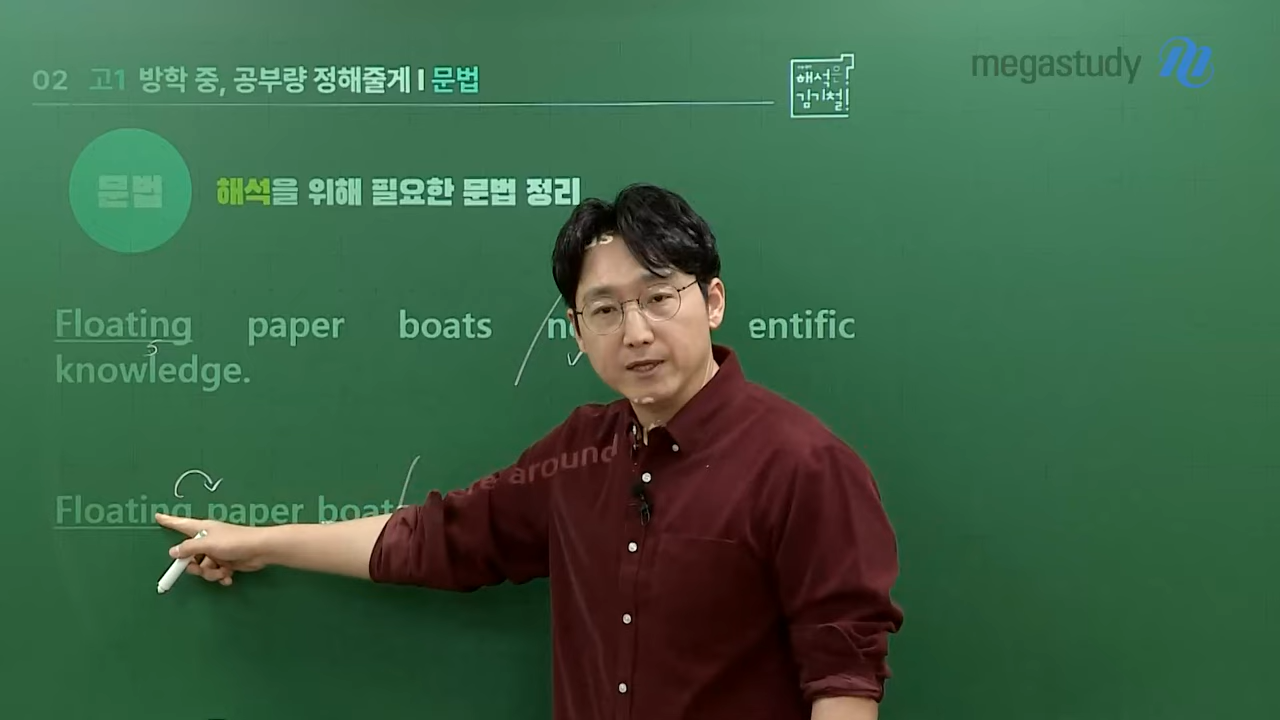 02 고1 방학 중, 공부량 정해줄게 | 문법
해석은!
김기철!
megastudy
문법
해석을 위해 필요한 문법 정리
Floating paper boats entific
knowledge.
Floating paper boats around